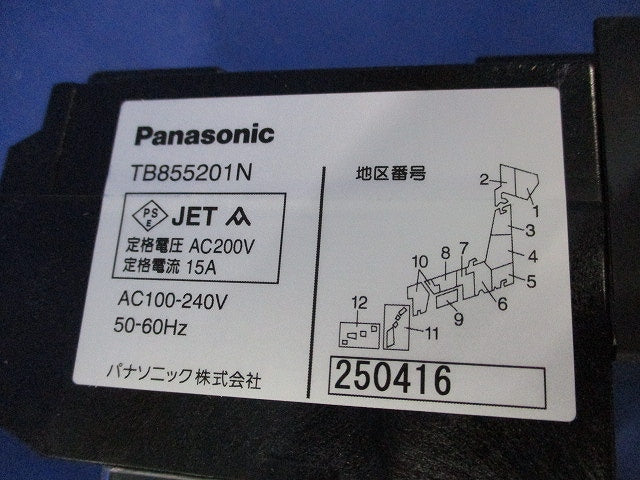 Panasonic
TB855201N
PS
E
JET
定格電圧 AC200V
定格電流 15A
AC100-240V
50-60Hz
パナソニック株式会社
地区番号
1
2
3
4
5
6
7
8
9
10
11
12
250416